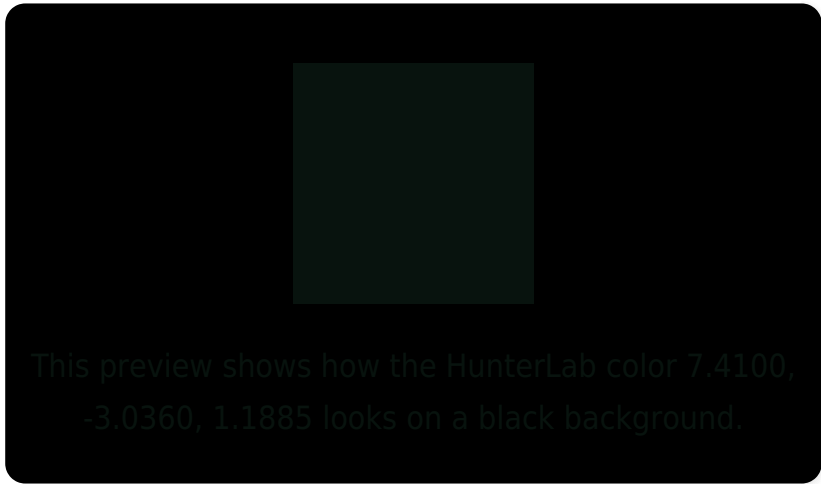 This preview shows how the HunterLab color 7.4100,
-3.0360, 1.1885 looks on a black background.